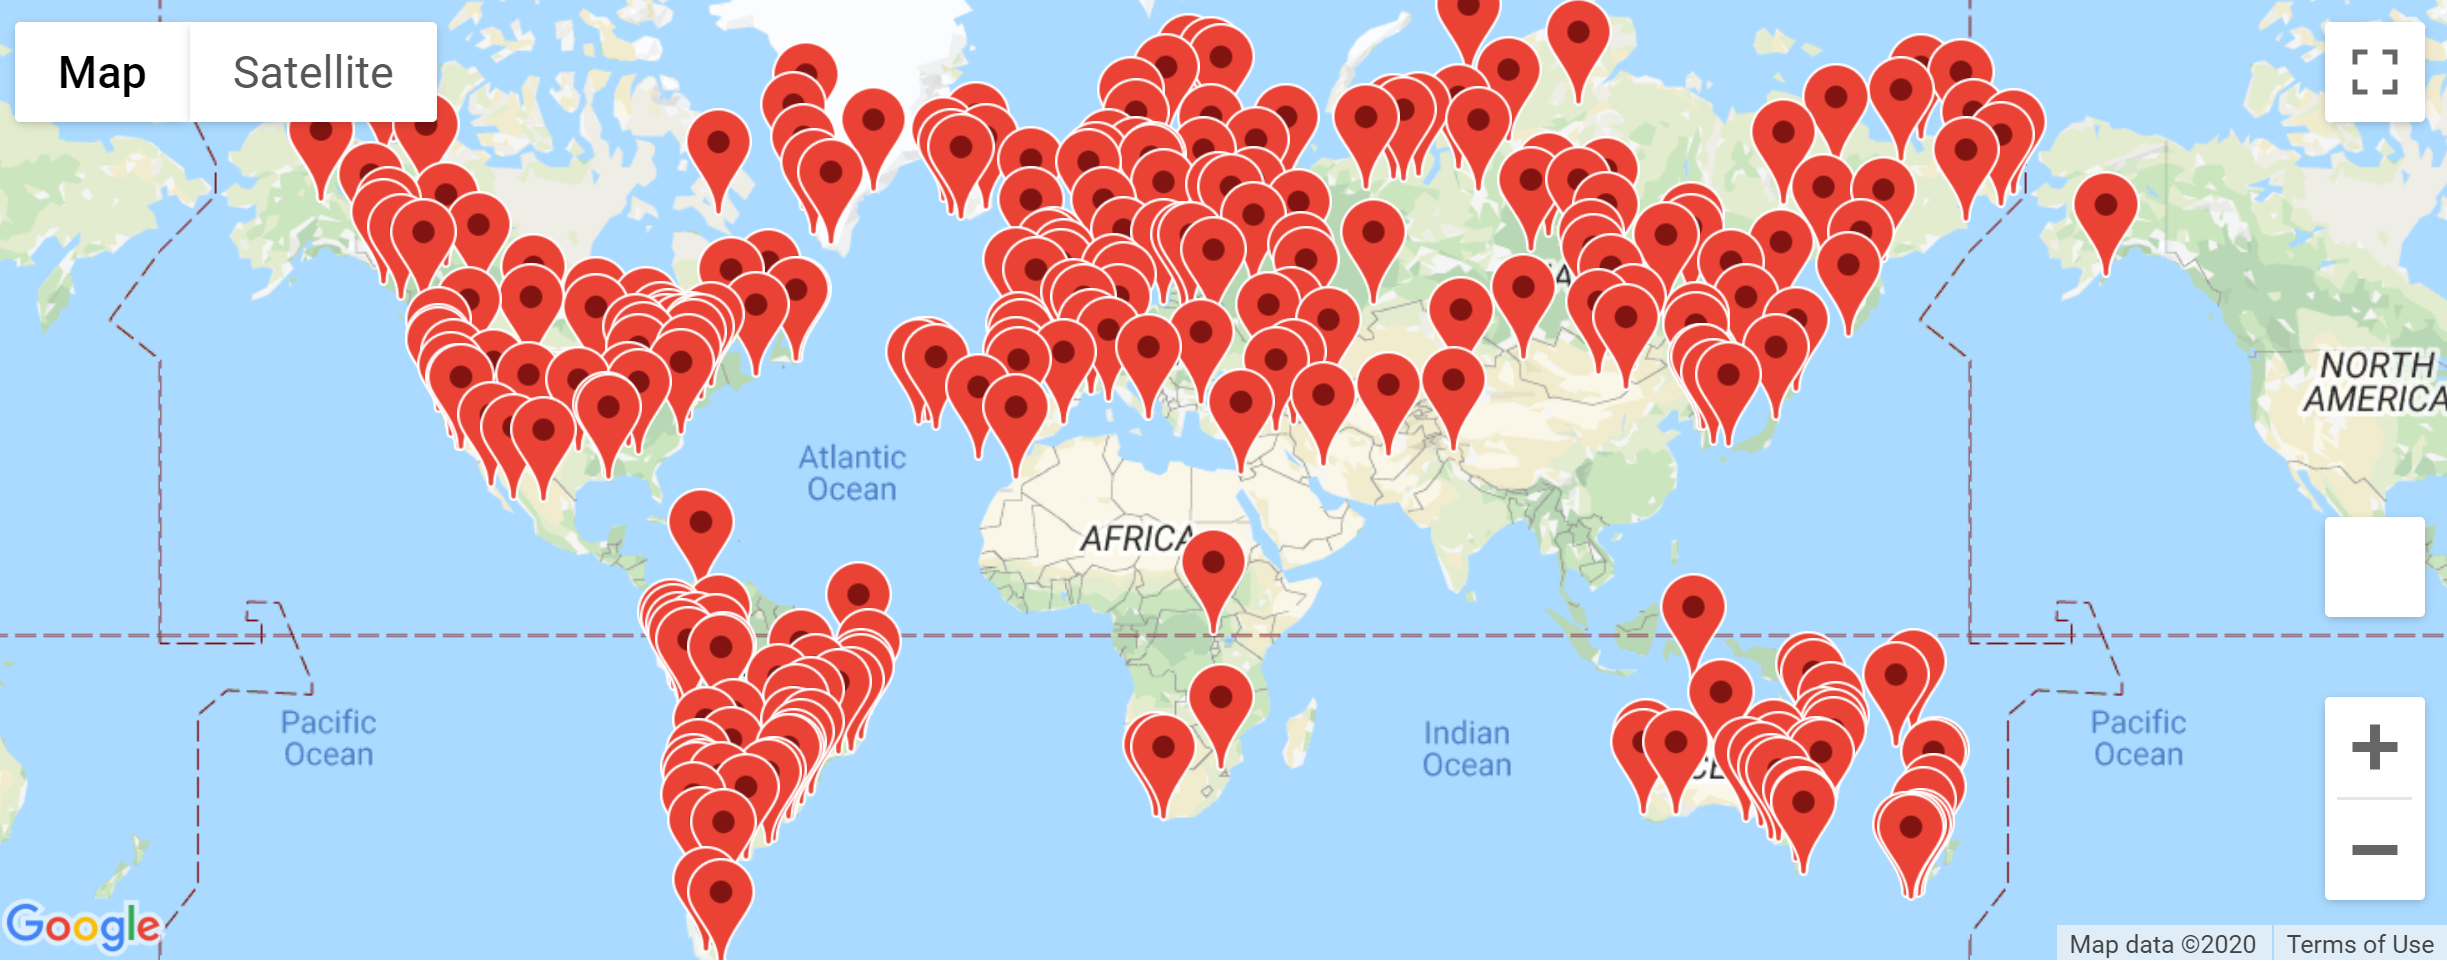 Map
Satellite
A
NORTH
AMERICA
Atlantic
Ocean
AFRICA
Pacific
Ocean
Indian
Ocean
CE
Pacific
Ocean
Google
Map data ©2020
Terms of Use